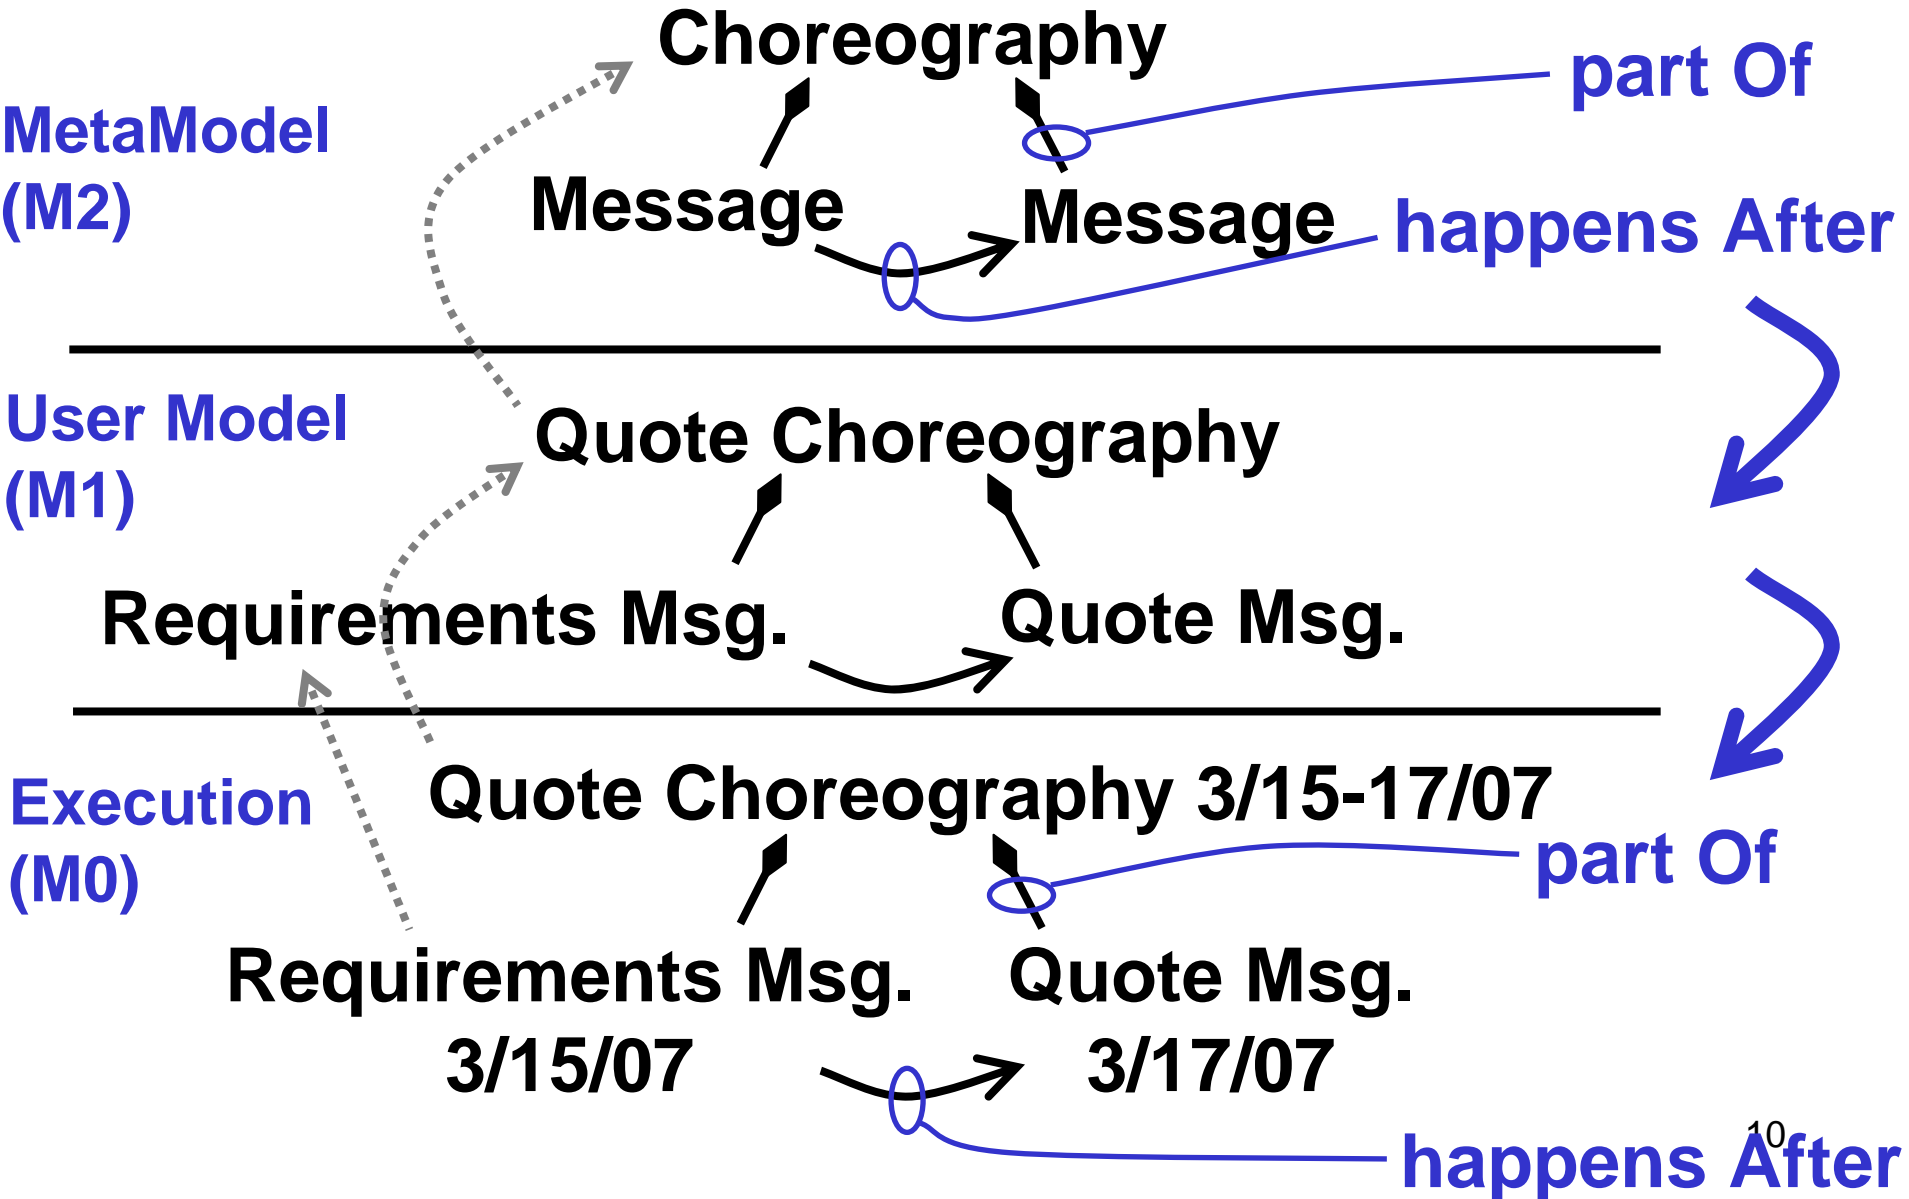 Choreography
part Of
MetaModel
(M2)
Message
Message
happens After
User Model
(M1)
Quote Choreography
Requirements Msg.
Quote Msg.
Execution
(M0)
Quote Choreography 3/15-17/07
part Of
Requirements Msg.
3/15/07
Quote Msg.
3/17/07
happens After
10